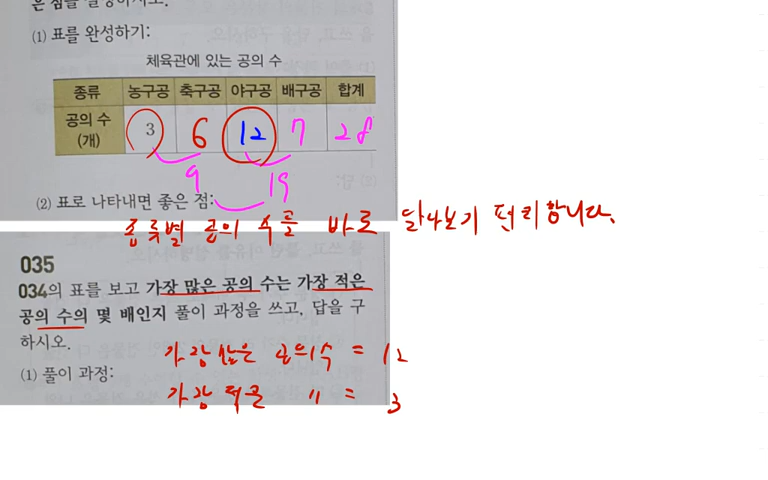 은 점을 설명하시오.
(1) 표를 완성하기:
체육관에 있는 공의 수
종류 농구공 축구공 야구공 배구공 합계
공의 수 (개) 3 6 12 7 28
9 19
(2) 표로 나타내면 좋은 점:
종류별 공의 수를 바로 알아보기 편리합니다.
035
034의 표를 보고 가장 많은 공의 수는 가장 적은
공의 수의 몇 배인지 풀이 과정을 쓰고, 답을 구
하시오.
가장 많은 공의 수 = 12
(1) 풀이 과정:
가장 적은 〃 = 3